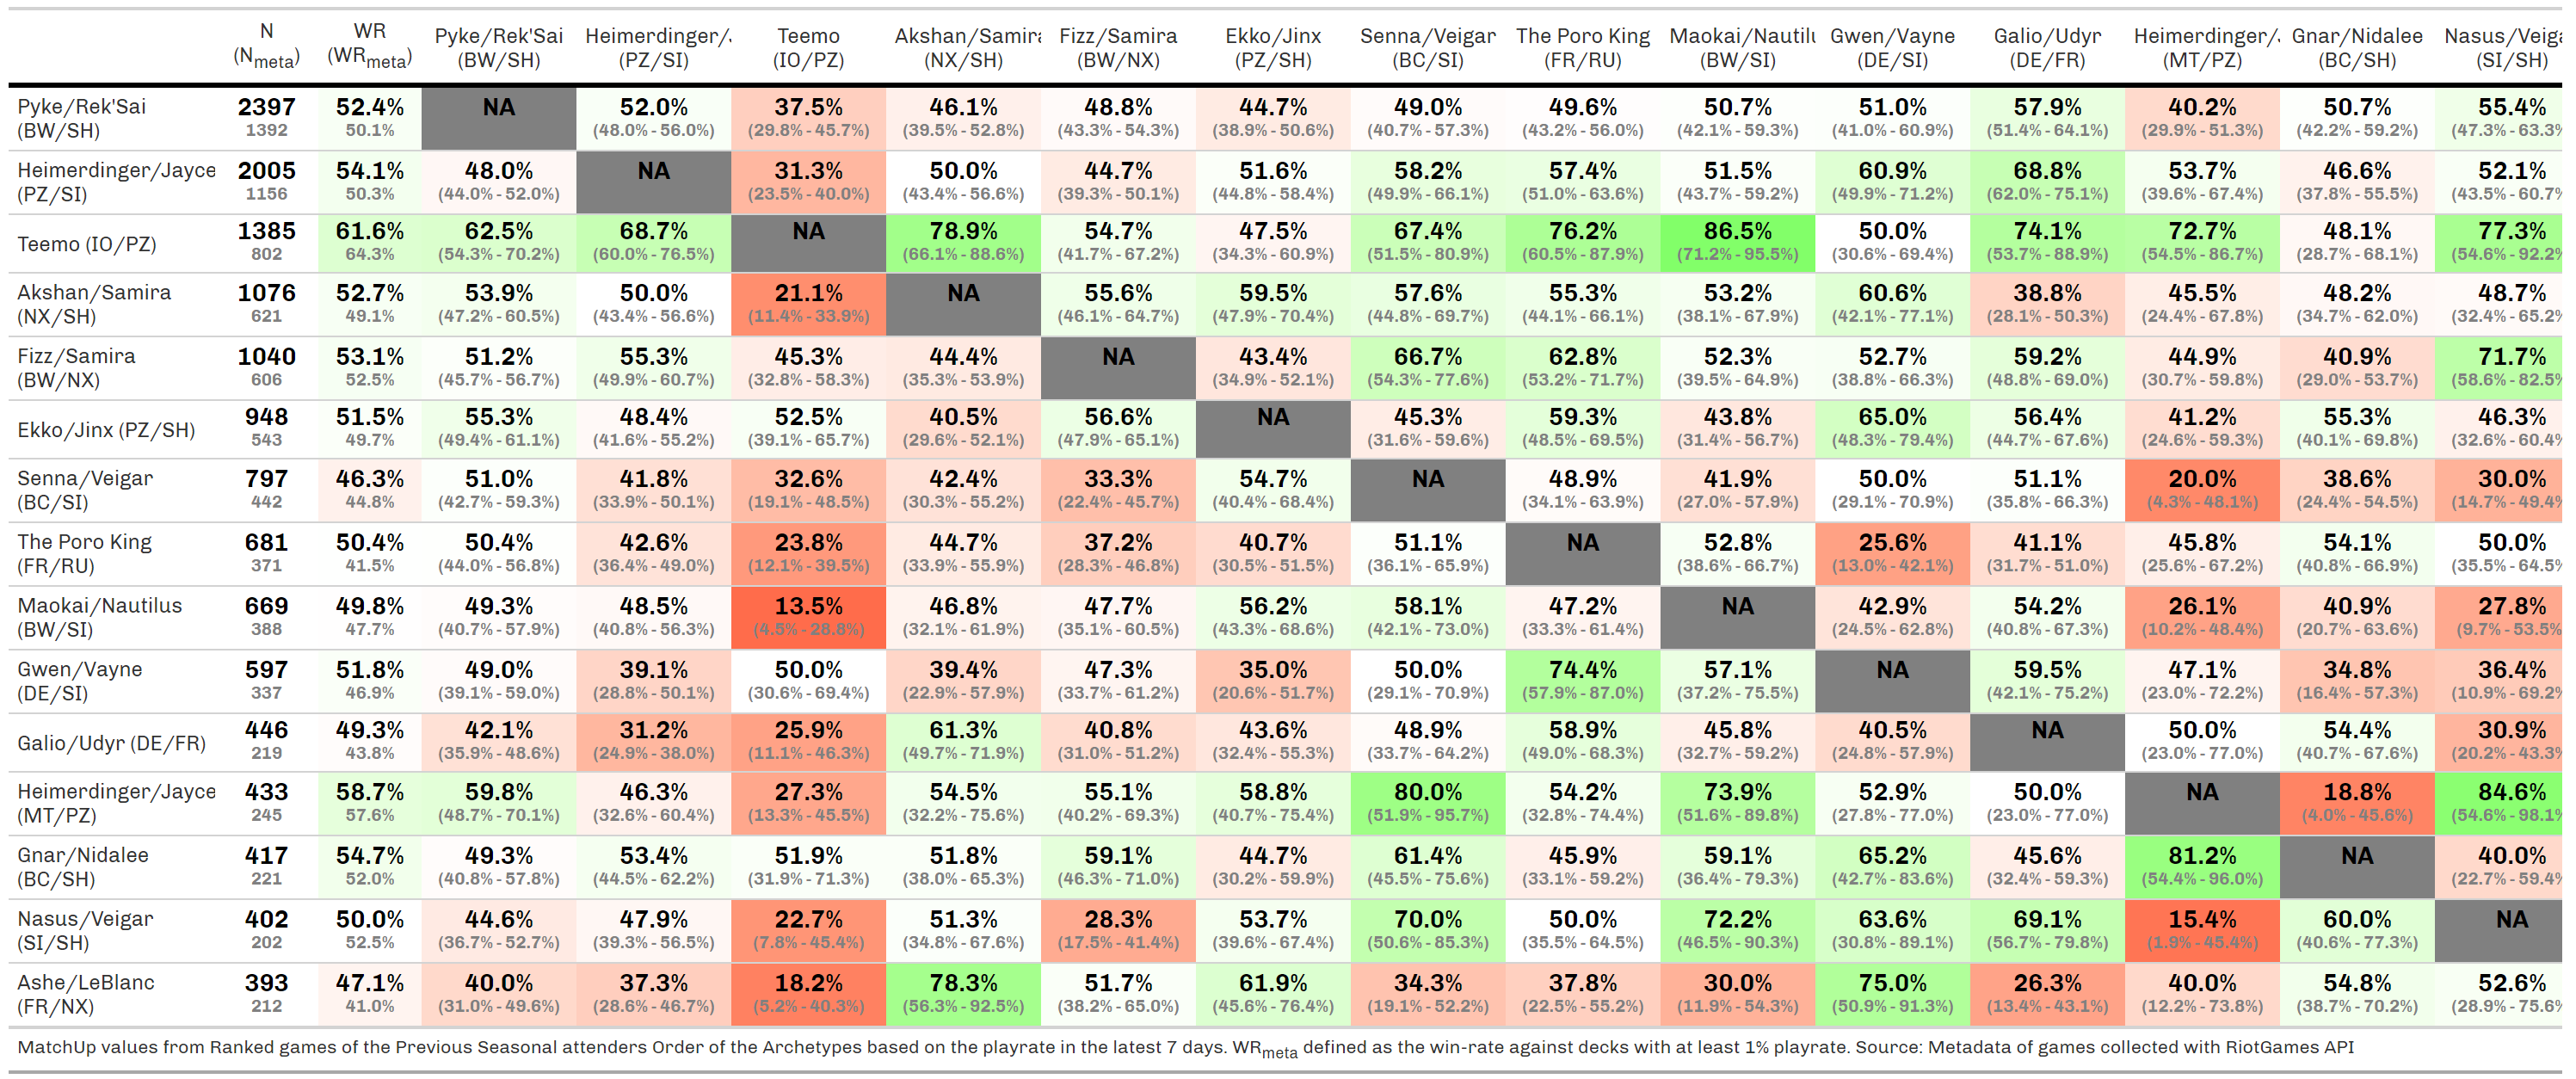 N WR Pyke/Rek'Sai Heimerdinger/J Teemo Akshan/Samira Fizz/Samira Ekko/Jinx Senna/Veigar The Poro King Maokai/Nautilu Gwen/Vayne Galio/Udyr Heimerdinger/J Gnar/Nidalee Nasus/Veiga
(Nmeta) (WRmeta) (BW/SH) (PZ/SI) (IO/PZ) (NX/SH) (BW/NX) (PZ/SH) (BC/SI) (FR/RU) (BW/SI) (DE/SI) (DE/FR) (MT/PZ) (BC/SH) (SI/SH)
Pyke/Rek'Sai 2397 52.4% NA 52.0% 37.5% 46.1% 48.8% 44.7% 49.0% 49.6% 50.7% 51.0% 57.9% 40.2% 50.7% 55.4%
(BW/SH) 1392 50.1% (48.0% - 56.0%) (29.8% - 45.7%) (39.5% - 52.8%) (43.3% - 54.3%) (38.9% - 50.6%) (40.7% - 57.3%) (43.2% - 56.0%) (42.1% - 59.3%) (41.0% - 60.9%) (51.4% - 64.1%) (29.9% - 51.3%) (42.2% - 59.2%) (47.3% - 63.3%
Heimerdinger/Jayce 2005 54.1% 48.0% NA 31.3% 50.0% 44.7% 51.6% 58.2% 57.4% 51.5% 60.9% 68.8% 53.7% 46.6% 52.1%
(PZ/SI) 1156 50.3% (44.0% - 52.0%) (23.5% - 40.0%) (43.4% - 56.6%) (39.3% - 50.1%) (44.8% - 58.4%) (49.9% - 66.1%) (51.0% - 63.6%) (43.7% - 59.2%) (49.9% - 71.2%) (62.0% - 75.1%) (39.6% - 67.4%) (37.8% - 55.5%) (43.5% - 60.7%
Teemo (IO/PZ) 1385 61.6% 62.5% 68.7% NA 78.9% 54.7% 47.5% 67.4% 76.2% 86.5% 50.0% 74.1% 72.7% 48.1% 77.3%
802 64.3% (54.3% - 70.2%) (60.0% - 76.5%) (66.1% - 88.6%) (41.7% - 67.2%) (34.3% - 60.9%) (51.5% - 80.9%) (60.5% - 87.9%) (71.2% - 95.5%) (30.6% - 69.4%) (53.7% - 88.9%) (54.5% - 86.7%) (28.7% - 68.1%) (54.6% - 92.2%
Akshan/Samira 1076 52.7% 53.9% 50.0% 21.1% NA 55.6% 59.5% 57.6% 55.3% 53.2% 60.6% 38.8% 45.5% 48.2% 48.7%
(NX/SH) 621 49.1% (47.2% - 60.5%) (43.4% - 56.6%) (11.4% - 33.9%) (46.1% - 64.7%) (47.9% - 70.4%) (44.8% - 69.7%) (44.1% - 66.1%) (38.1% - 67.9%) (42.1% - 77.1%) (28.1% - 50.3%) (24.4% - 67.8%) (34.7% - 62.0%) (32.4% - 65.2%
Fizz/Samira 1040 53.1% 51.2% 55.3% 45.3% 44.4% NA 43.4% 66.7% 62.8% 52.3% 52.7% 59.2% 44.9% 40.9% 71.7%
(BW/NX) 606 52.5% (45.7% - 56.7%) (49.9% - 60.7%) (32.8% - 58.3%) (35.3% - 53.9%) (34.9% - 52.1%) (54.3% - 77.6%) (53.2% - 71.7%) (39.5% - 64.9%) (38.8% - 66.3%) (48.8% - 69.0%) (30.7% - 59.8%) (29.0% - 53.7%) (58.6% - 82.5%
Ekko/Jinx (PZ/SH) 948 51.5% 55.3% 48.4% 52.5% 40.5% 56.6% NA 45.3% 59.3% 43.8% 65.0% 56.4% 41.2% 55.3% 46.3%
543 49.7% (49.4% - 61.1%) (41.6% - 55.2%) (39.1% - 65.7%) (29.6% - 52.1%) (47.9% - 65.1%) (31.6% - 59.6%) (48.5% - 69.5%) (31.4% - 56.7%) (48.3% - 79.4%) (44.7% - 67.6%) (24.6% - 59.3%) (40.1% - 69.8%) (32.6% - 60.4%
Senna/Veigar 797 46.3% 51.0% 41.8% 32.6% 42.4% 33.3% 54.7% NA 48.9% 41.9% 50.0% 51.1% 20.0% 38.6% 30.0%
(BC/SI) 442 44.8% (42.7% - 59.3%) (33.9% - 50.1%) (19.1% - 48.5%) (30.3% - 55.2%) (22.4% - 45.7%) (40.4% - 68.4%) (34.1% - 63.9%) (27.0% - 57.9%) (29.1% - 70.9%) (35.8% - 66.3%) (4.3% - 48.1%) (24.4% - 54.5%) (14.7% - 49.4%
The Poro King 681 50.4% 50.4% 42.6% 23.8% 44.7% 37.2% 40.7% 51.1% NA 52.8% 25.6% 41.1% 45.8% 54.1% 50.0%
(FR/RU) 371 41.5% (44.0% - 56.8%) (36.4% - 49.0%) (12.1% - 39.5%) (33.9% - 55.9%) (28.3% - 46.8%) (30.5% - 51.5%) (36.1% - 65.9%) (38.6% - 66.7%) (13.0% - 42.1%) (31.7% - 51.0%) (25.6% - 67.2%) (40.8% - 66.9%) (35.5% - 64.5%
Maokai/Nautilus 669 49.8% 49.3% 48.5% 13.5% 46.8% 47.7% 56.2% 58.1% 47.2% NA 42.9% 54.2% 26.1% 40.9% 27.8%
(BW/SI) 388 47.7% (40.7% - 57.9%) (40.8% - 56.3%) (4.5% - 28.8%) (32.1% - 61.9%) (35.1% - 60.5%) (43.3% - 68.6%) (42.1% - 73.0%) (33.3% - 61.4%) (24.5% - 62.8%) (40.8% - 67.3%) (10.2% - 48.4%) (20.7% - 63.6%) (9.7% - 53.5%
Gwen/Vayne 597 51.8% 49.0% 39.1% 50.0% 39.4% 47.3% 35.0% 50.0% 74.4% 57.1% NA 59.5% 47.1% 34.8% 36.4%
(DE/SI) 337 46.9% (39.1% - 59.0%) (28.8% - 50.1%) (30.6% - 69.4%) (22.9% - 57.9%) (33.7% - 61.2%) (20.6% - 51.7%) (29.1% - 70.9%) (57.9% - 87.0%) (37.2% - 75.5%) (42.1% - 75.2%) (23.0% - 72.2%) (16.4% - 57.3%) (10.9% - 69.2%
Galio/Udyr (DE/FR) 446 49.3% 42.1% 31.2% 25.9% 61.3% 40.8% 43.6% 48.9% 58.9% 45.8% 40.5% NA 50.0% 54.4% 30.9%
219 43.8% (35.9% - 48.6%) (24.9% - 38.0%) (11.1% - 46.3%) (49.7% - 71.9%) (31.0% - 51.2%) (32.4% - 55.3%) (33.7% - 64.2%) (49.0% - 68.3%) (32.7% - 59.2%) (24.8% - 57.9%) (23.0% - 77.0%) (40.7% - 67.6%) (20.2% - 43.3%
Heimerdinger/Jayce 433 58.7% 59.8% 46.3% 27.3% 54.5% 55.1% 58.8% 80.0% 54.2% 73.9% 52.9% 50.0% NA 18.8% 84.6%
(MT/PZ) 245 57.6% (48.7% - 70.1%) (32.6% - 60.4%) (13.3% - 45.5%) (32.2% - 75.6%) (40.2% - 69.3%) (40.7% - 75.4%) (51.9% - 95.7%) (32.8% - 74.4%) (51.6% - 89.8%) (27.8% - 77.0%) (23.0% - 77.0%) (4.0% - 45.6%) (54.6% - 98.1%
Gnar/Nidalee 417 54.7% 49.3% 53.4% 51.9% 51.8% 59.1% 44.7% 61.4% 45.9% 59.1% 65.2% 45.6% 81.2% NA 40.0%
(BC/SH) 221 52.0% (40.8% - 57.8%) (44.5% - 62.2%) (31.9% - 71.3%) (38.0% - 65.3%) (46.3% - 71.0%) (30.2% - 59.9%) (45.5% - 75.6%) (33.1% - 59.2%) (36.4% - 79.3%) (42.7% - 83.6%) (32.4% - 59.3%) (54.4% - 96.0%) (22.7% - 59.4%
Nasus/Veigar 402 50.0% 44.6% 47.9% 22.7% 51.3% 28.3% 53.7% 70.0% 50.0% 72.2% 63.6% 69.1% 15.4% 60.0% NA
(SI/SH) 202 52.5% (36.7% - 52.7%) (39.3% - 56.5%) (7.8% - 45.4%) (34.8% - 67.6%) (17.5% - 41.4%) (39.6% - 67.4%) (50.6% - 85.3%) (35.5% - 64.5%) (46.5% - 90.3%) (30.8% - 89.1%) (56.7% - 79.8%) (1.9% - 45.4%) (40.6% - 77.3%)
Ashe/LeBlanc 393 47.1% 40.0% 37.3% 18.2% 78.3% 51.7% 61.9% 34.3% 37.8% 30.0% 75.0% 26.3% 40.0% 54.8% 52.6%
(FR/NX) 212 41.0% (31.0% - 49.6%) (28.6% - 46.7%) (5.2% - 40.3%) (56.3% - 92.5%) (38.2% - 65.0%) (45.6% - 76.4%) (19.1% - 52.2%) (22.5% - 55.2%) (11.9% - 54.3%) (50.9% - 91.3%) (13.4% - 43.1%) (12.2% - 73.8%) (38.7% - 70.2%) (28.9% - 75.6%
MatchUp values from Ranked games of the Previous Seasonal attenders Order of the Archetypes based on the playrate in the latest 7 days. WRmeta defined as the win-rate against decks with at least 1% playrate. Source: Metadata of games collected with RiotGames API